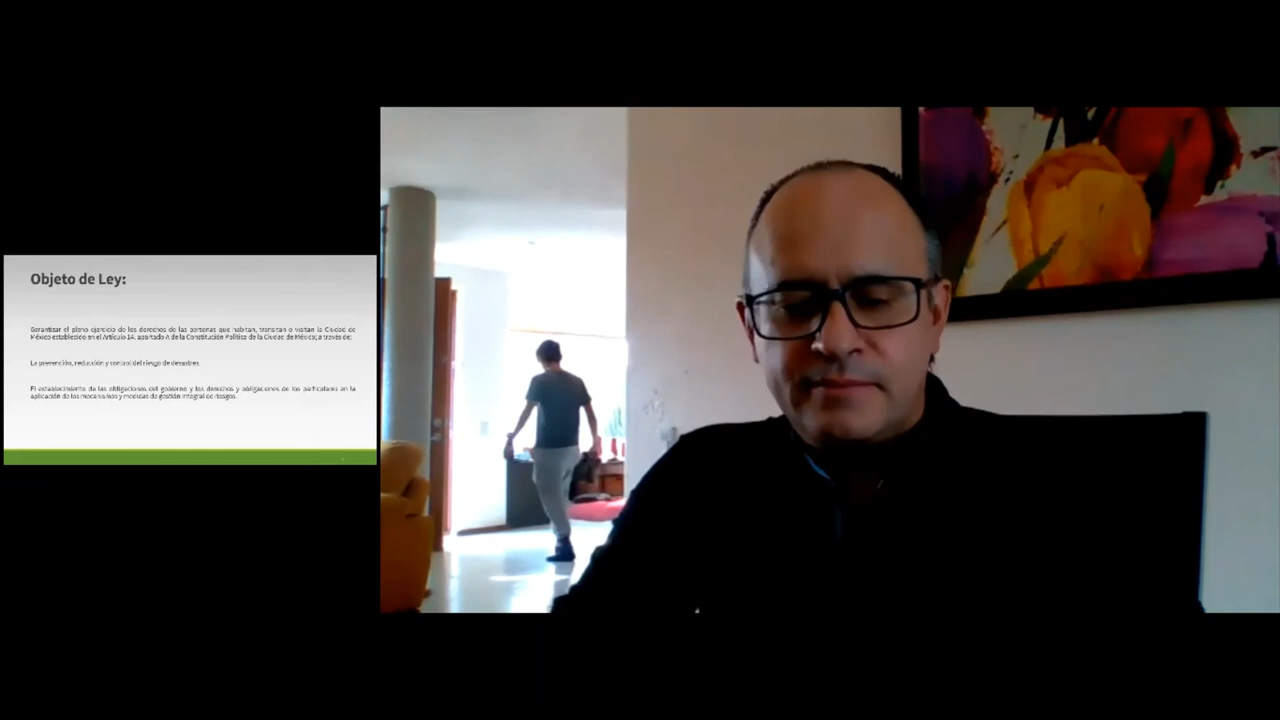 Objeto de Ley:
Garantizar el pleno ejercicio de los derechos de las personas que habitan, transitan o visitan la Ciudad de
México establecido en el Artículo 14, apartado A de la Constitución Política de la Ciudad de México; a través de:
La prevención, reducción y control del riesgo de desastres.
El establecimiento de las obligaciones del gobierno y los derechos y obligaciones de los particulares en la
aplicación de los mecanismos y medidas de gestión integral de riesgos.